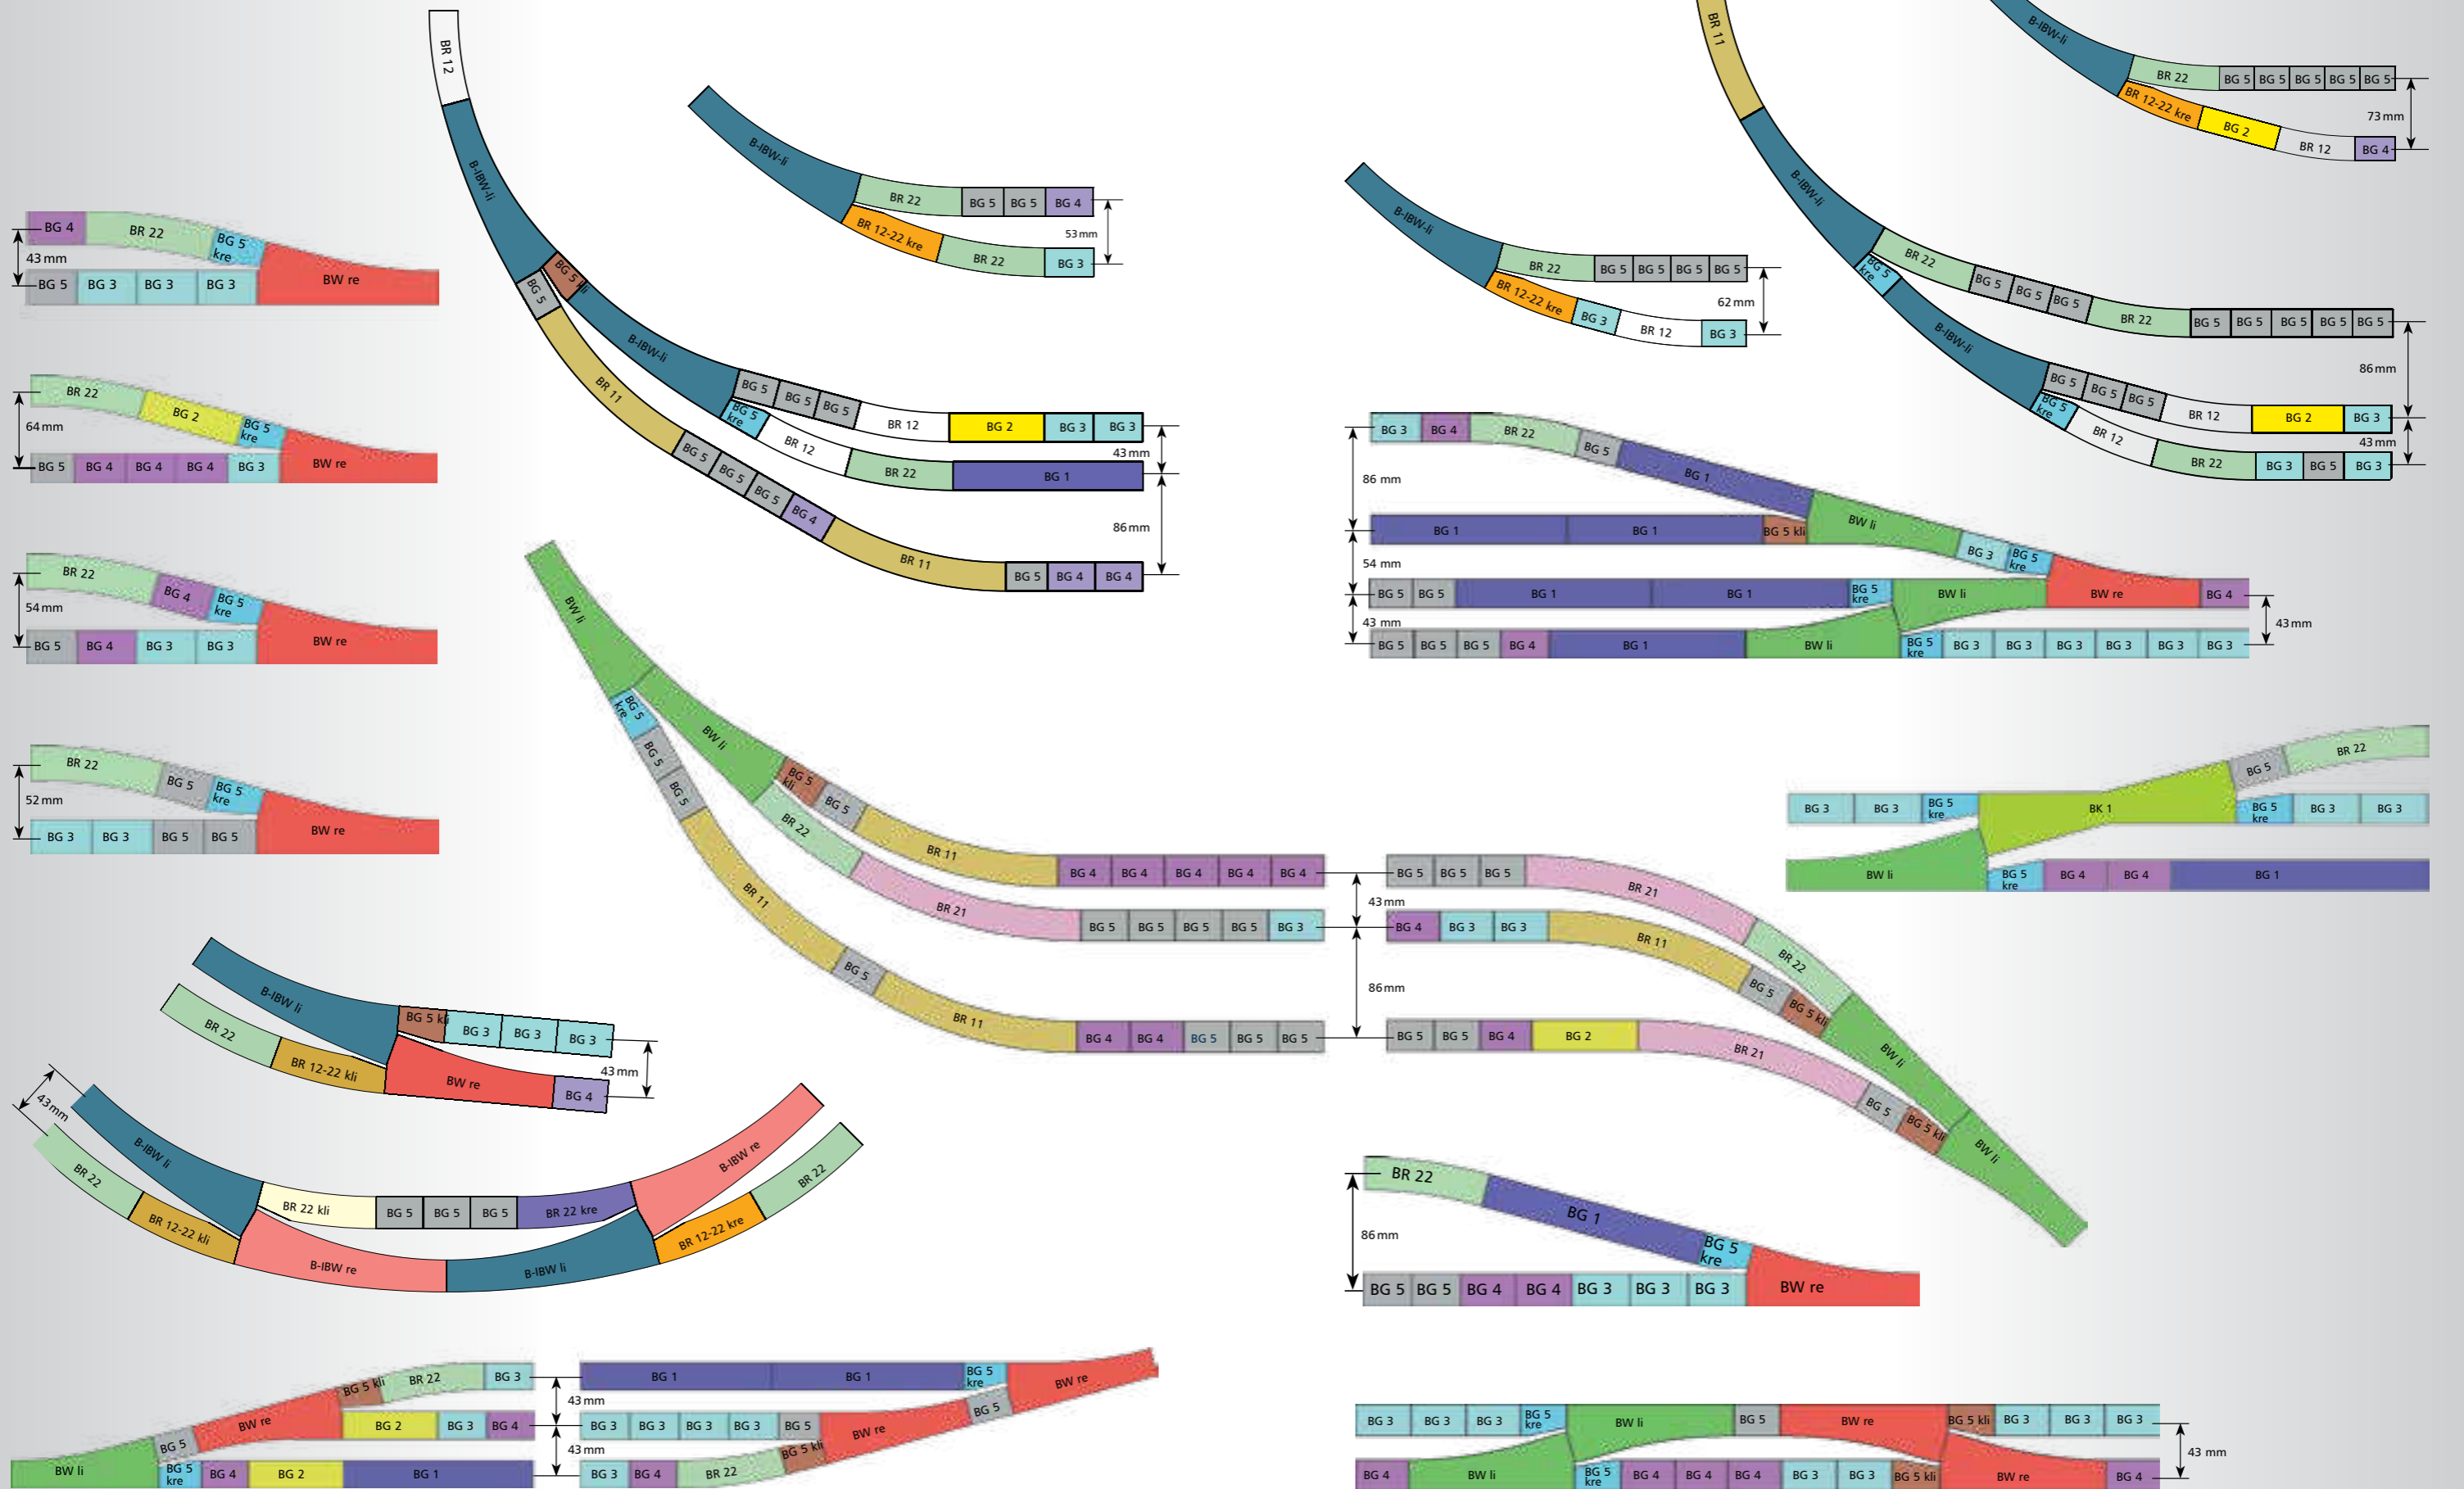 BR 12
B-IBW-li
BG 5
BG 5 kli
B-IBW-li
BR 11
BG 5
BG 5
BG 5
BR 12
BG 2
BG 3
BG 3
BG 5
kre
BR 12
BR 22
BG 1
BG 5
BG 5
BG 5
BG 4
BR 11
BG 5
BG 4
BG 4
43 mm
86 mm
B-IBW-li
BR 22
BG 5
BG 5
BG 4
BR 12-22 kre
BR 22
BG 3
53 mm
BR 11
B-IBW-li
BR 22
BG 5
BG 5
BG 5
BR 22
BG 5
BG 5
BG 5
BG 5
BG 5
BG 5
kre
B-IBW-li
BG 5
BG 5
BG 5
BR 12
BG 2
BG 3
BG 5
kre
BR 12
BR 22
BG 3
BG 5
BG 3
86 mm
43 mm
B-IBW-li
BR 22
BG 5
BG 5
BG 5
BG 5
BG 5
BR 12-22 kre
BG 2
BR 12
BG 4
73 mm
B-IBW-li
BR 22
BG 5
BG 5
BG 5
BG 5
BR 12-22 kre
BG 3
BR 12
BG 3
62 mm
BG 4
BR 22
BG 5
kre
BW re
43 mm
BG 5
BG 3
BG 3
BG 3
BR 22
BG 2
BG 5
kre
BW re
64 mm
BG 5
BG 4
BG 4
BG 4
BG 3
BR 22
BG 4
BG 5
kre
BW re
54 mm
BG 5
BG 4
BG 3
BG 3
BR 22
BG 5
BG 5
kre
BW re
52 mm
BG 3
BG 3
BG 5
BG 5
BG 3
BG 4
BR 22
BG 5
BG 1
BW li
BG 3
BG 5
kre
86 mm
BG 1
BG 1
BG 5 kli
54 mm
BG 5
BG 5
BG 1
BG 1
BG 5
kre
BW li
BW re
BG 4
43 mm
BG 5
BG 5
BG 5
BG 4
BG 1
BW li
BG 5
kre
BG 3
BG 3
BG 3
BG 3
BG 3
BG 3
43 mm
BW li
BG 5
kre
BG 5
BG 5
BW li
BG 5
kli
BG 5
BR 11
BG 4
BG 4
BG 4
BG 4
BG 4
BR 22
BR 21
BG 5
BG 5
BG 5
BG 5
BG 3
BR 11
BG 5
BR 11
BG 4
BG 4
BG 5
BG 5
BG 5
43 mm
86 mm
BG 5
BG 5
BG 5
BR 21
BR 22
BG 4
BG 3
BG 3
BR 11
BG 5
BG 5 kli
BW li
BG 5
BG 5
BG 4
BG 2
BR 21
BG 5
BG 5 kli
BW li
BG 5
BR 22
BG 3
BG 3
BG 5
kre
BK 1
BG 5
kre
BG 3
BG 3
BW li
BG 5
kre
BG 4
BG 4
BG 1
B-IBW li
BG 5 kli
BG 3
BG 3
BG 3
BR 22
BR 12-22 kli
BW re
BG 4
43 mm
43 mm
B-IBW li
BR 22 kli
BG 5
BG 5
BG 5
BR 22 kre
B-IBW re
BR 22
BR 12-22 kli
B-IBW re
B-IBW li
BR 12-22 kre
BR 22
BR 22
BG 1
BG 5
kre
86 mm
BG 5
BG 5
BG 4
BG 4
BG 3
BG 3
BG 3
BW re
BG 5 kli
BR 22
BG 3
BW re
BG 2
BG 3
BG 4
BG 5
BW li
BG 5
kre
BG 4
BG 2
BG 1
43 mm
43 mm
BG 1
BG 1
BG 5
kre
BW re
BG 3
BG 3
BG 3
BG 3
BG 5
BW re
BG 5
BG 3
BG 4
BR 22
BG 5 kli
BG 3
BG 3
BG 3
BG 5
kre
BW li
BG 5
BW re
BG 5 kli
BG 3
BG 3
BG 3
43 mm
BG 4
BW li
BG 5
kre
BG 4
BG 4
BG 4
BG 3
BG 3
BG 5 kli
BW re
BG 4